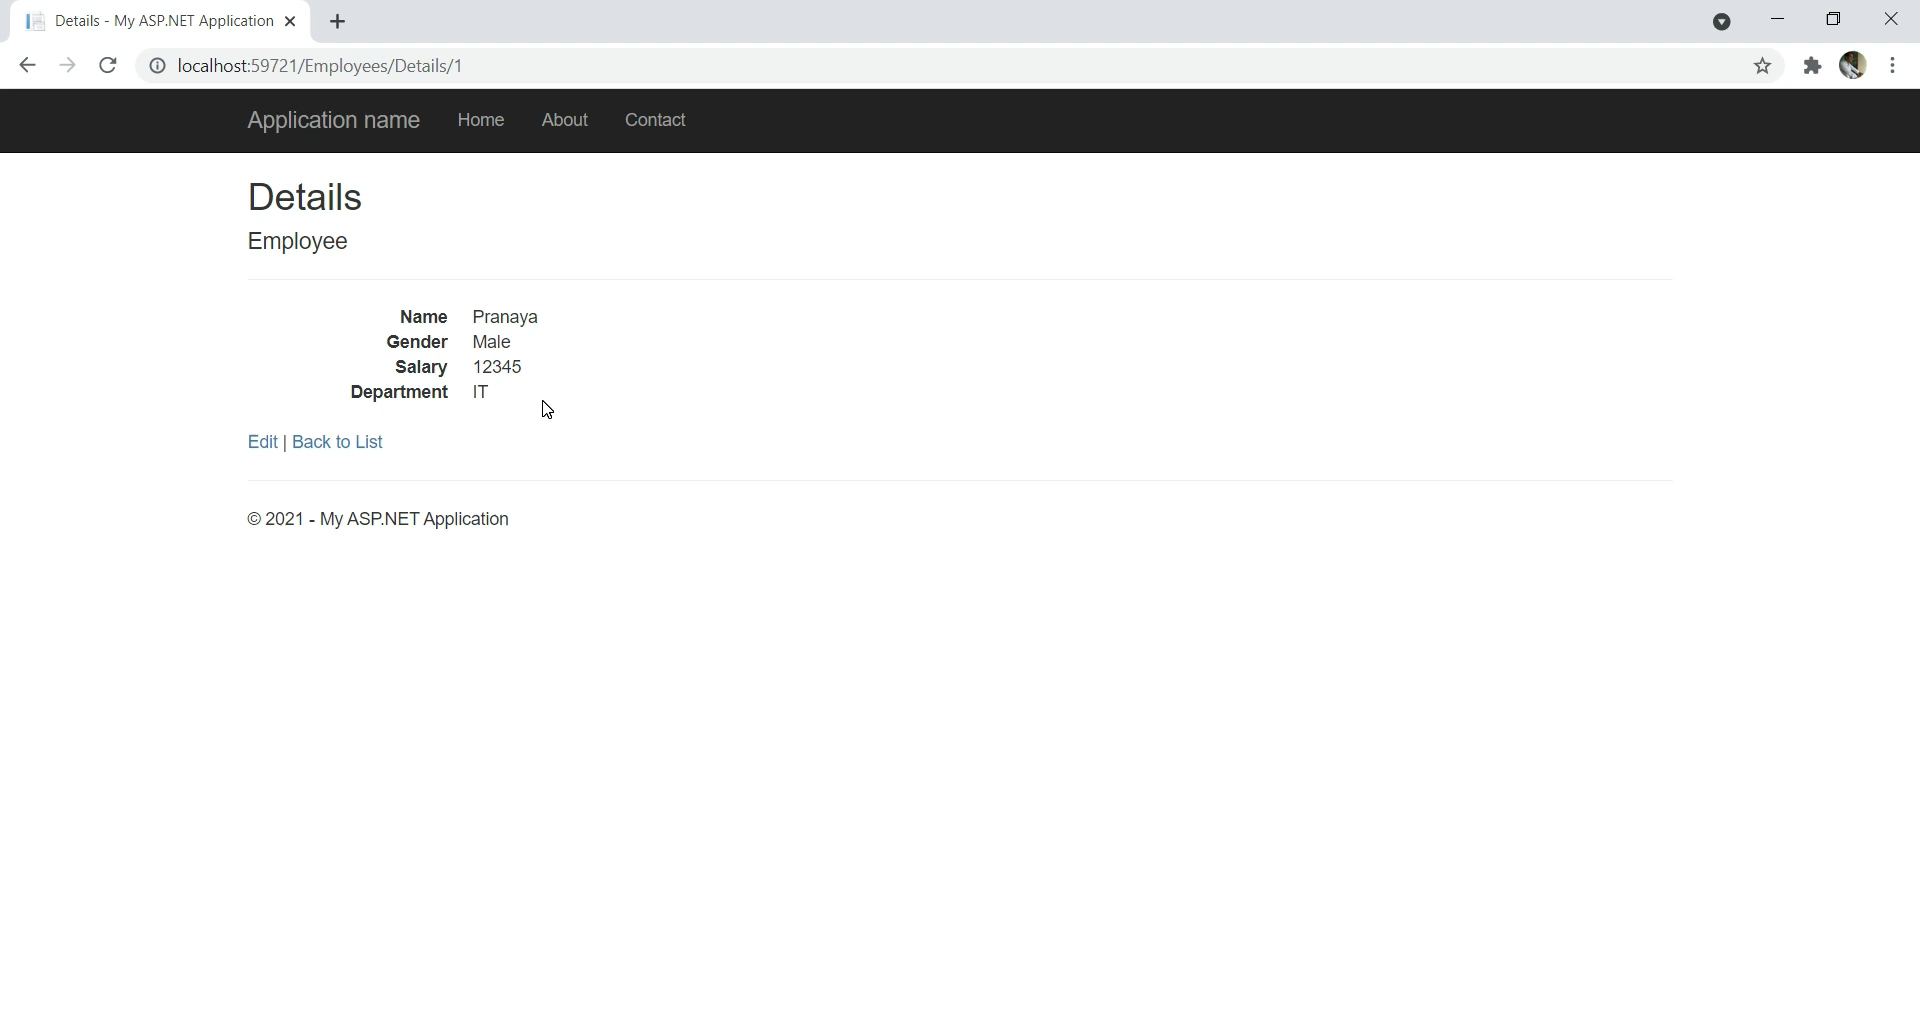 Details - My ASP.NET Application
localhost:59721/Employees/Details/1
Application name Home About Contact
Details
Employee
Name Pranaya
Gender Male
Salary 12345
Department IT
Edit | Back to List
© 2021 - My ASP.NET Application